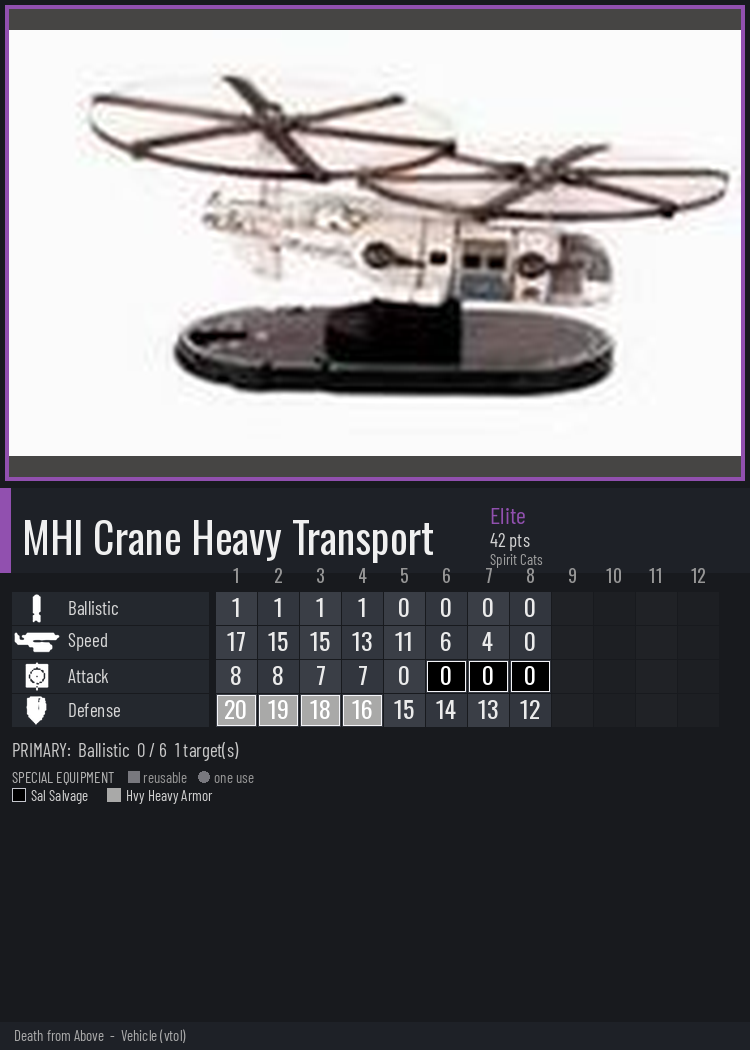 MHI Crane Heavy Transport
Elite
42 pts
Spirit Cats
1 2 3 4 5 6 7 8 9 10 11 12
Ballistic 1 1 1 1 0 0 0 0
Speed 17 15 15 13 11 6 4 0
Attack 8 8 7 7 0 0 0 0
Defense 20 19 18 16 15 14 13 12
PRIMARY: Ballistic 0 / 6 1 target(s)
SPECIAL EQUIPMENT reusable one use
Sal Salvage Hvy Heavy Armor
Death from Above - Vehicle (vtol)